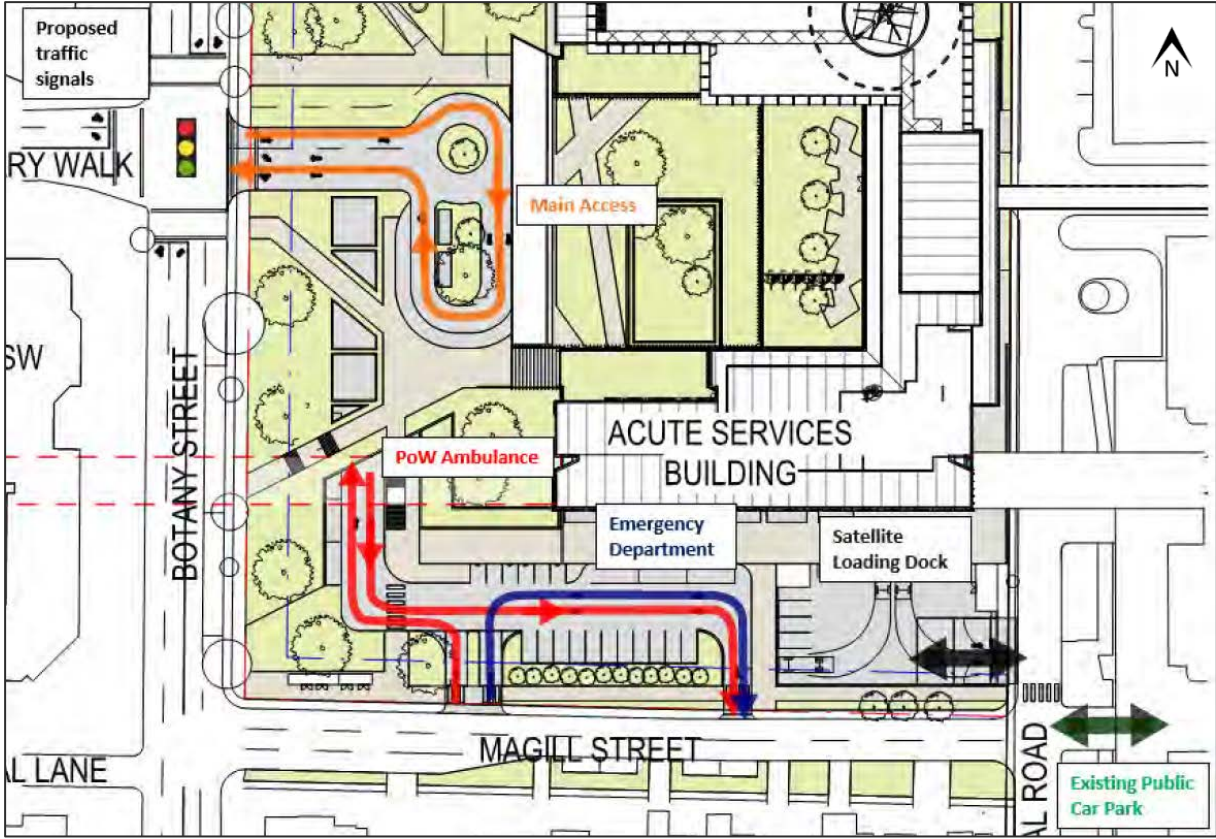 Proposed
traffic
signals
N
RY WALK
Main Access
SW
BOTANY STREET
ACUTE SERVICES
BUILDING
PoW Ambulance
Emergency
Department
Satellite
Loading Dock
MAGILL STREET
AL LANE
AL ROAD
Existing Public
Car Park